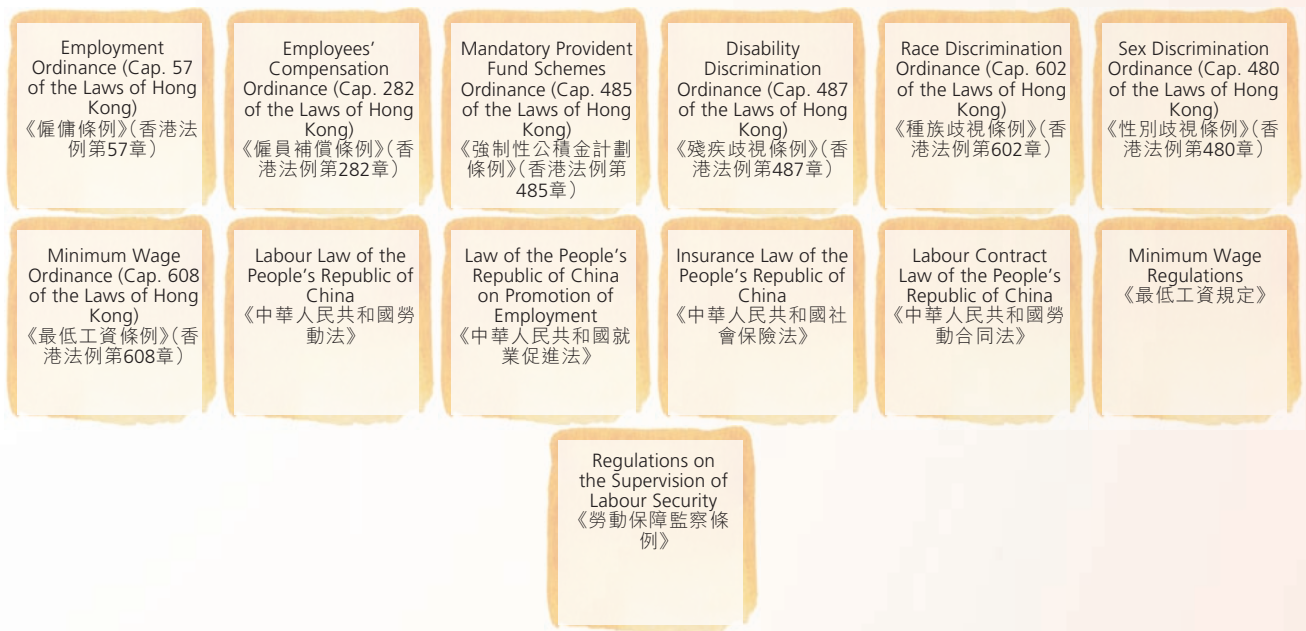 Employment
Ordinance (Cap. 57
of the Laws of Hong
Kong)
《僱傭條例》（香港法
例第57章）
Employees’
Compensation
Ordinance (Cap. 282
of the Laws of Hong
Kong)
《僱員補償條例》（香
港法例第282章）
Mandatory Provident
Fund Schemes
Ordinance (Cap. 485
of the Laws of Hong
Kong)
《強制性公積金計劃
條例》（香港法例第
485章）
Disability
Discrimination
Ordinance (Cap. 487
of the Laws of Hong
Kong)
《殘疾歧視條例》（香
港法例第487章）
Race Discrimination
Ordinance (Cap. 602
of the Laws of Hong
Kong)
《種族歧視條例》（香
港法例第602章）
Sex Discrimination
Ordinance (Cap. 480
of the Laws of Hong
Kong)
《性別歧視條例》（香
港法例第480章）
Minimum Wage
Ordinance (Cap. 608
of the Laws of Hong
Kong)
《最低工資條例》（香
港法例第608章）
Labour Law of the
People’s Republic of
China
《中華人民共和國勞
動法》
Law of the People’s
Republic of China
on Promotion of
Employment
《中華人民共和國就
業促進法》
Insurance Law of the
People’s Republic of
China
《中華人民共和國社
會保險法》
Labour Contract
Law of the People’s
Republic of China
《中華人民共和國勞
動合同法》
Minimum Wage
Regulations
《最低工資規定》
Regulations on
the Supervision of
Labour Security
《勞動保障監察條
例》